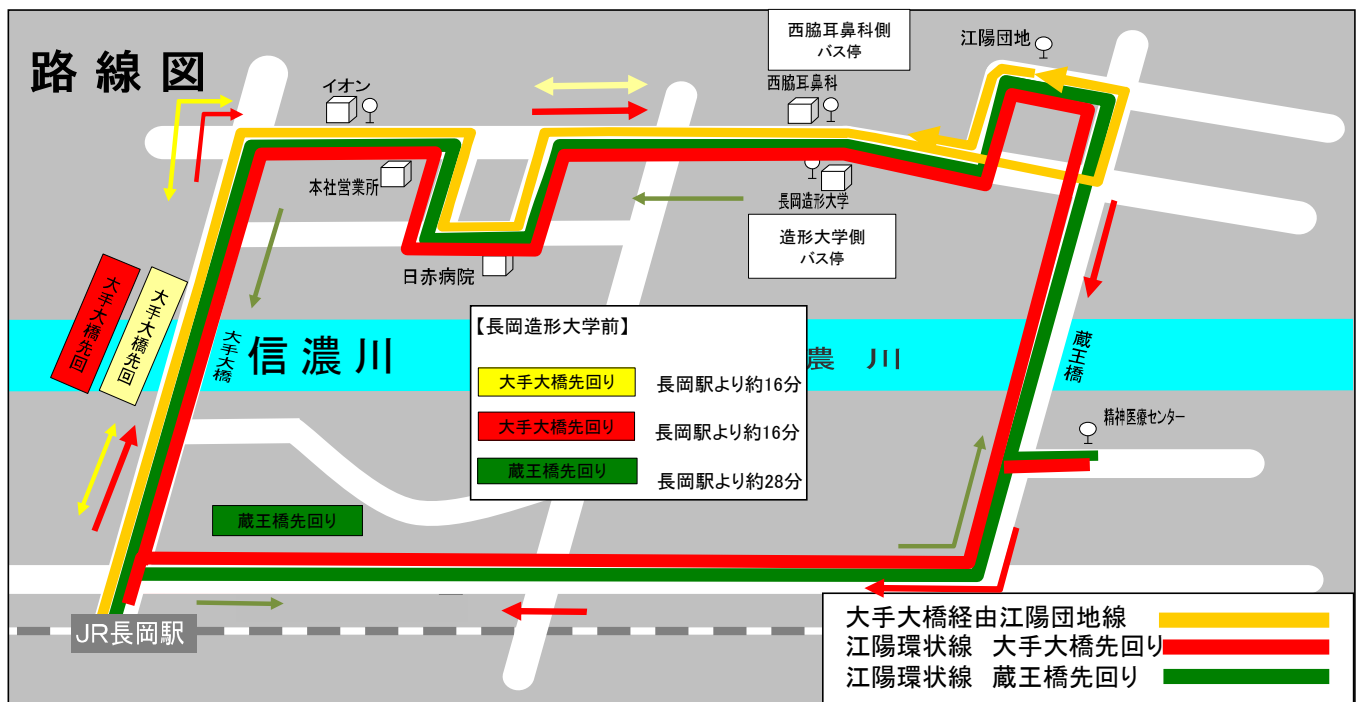 路線図
西脇耳鼻科側
バス停
江陽団地
イオン
西脇耳鼻科
本社営業所
長岡造形大学
造形大学側
バス停
日赤病院
大手大橋先回
大手大橋先回
大手大橋
信濃川
農 川
蔵王橋
【長岡造形大学前】
大手大橋先回り 長岡駅より約16分
大手大橋先回り 長岡駅より約16分
蔵王橋先回り 長岡駅より約28分
精神医療センター
蔵王橋先回り
JR長岡駅
大手大橋経由江陽団地線
江陽環状線 大手大橋先回り
江陽環状線 蔵王橋先回り